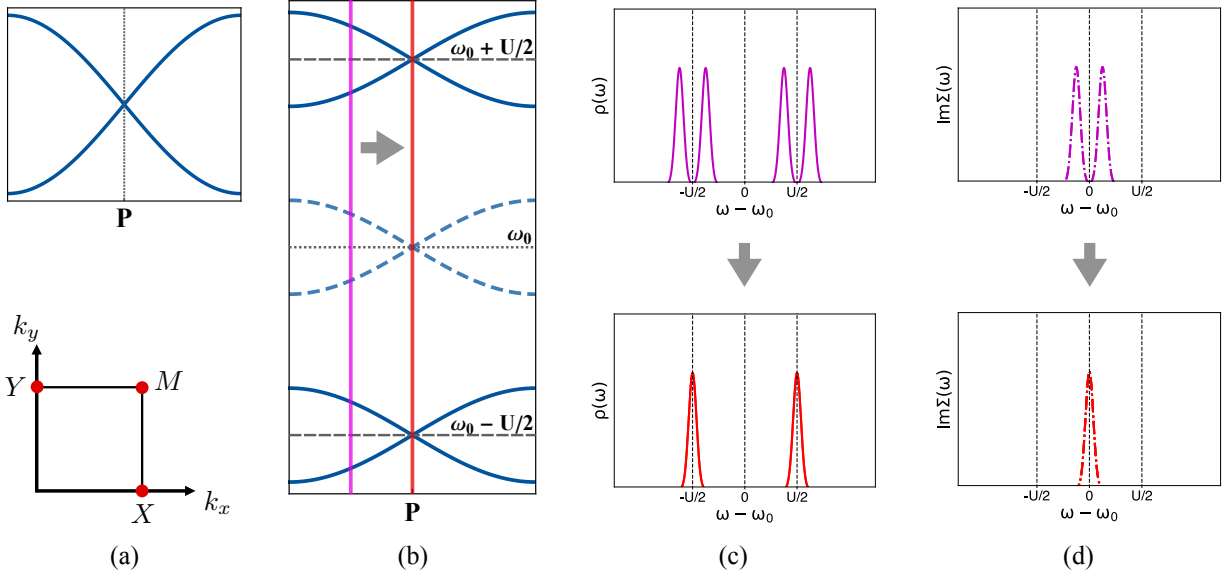 P
k_y
Y
M
X
k_x
(a)
ω₀ + U/2
ω₀
ω₀ − U/2
P
(b)
ρ(ω)
-U/2
0
U/2
ω − ω₀
ρ(ω)
-U/2
0
U/2
ω − ω₀
(c)
ImΣ(ω)
-U/2
0
U/2
ω − ω₀
ImΣ(ω)
-U/2
0
U/2
ω − ω₀
(d)